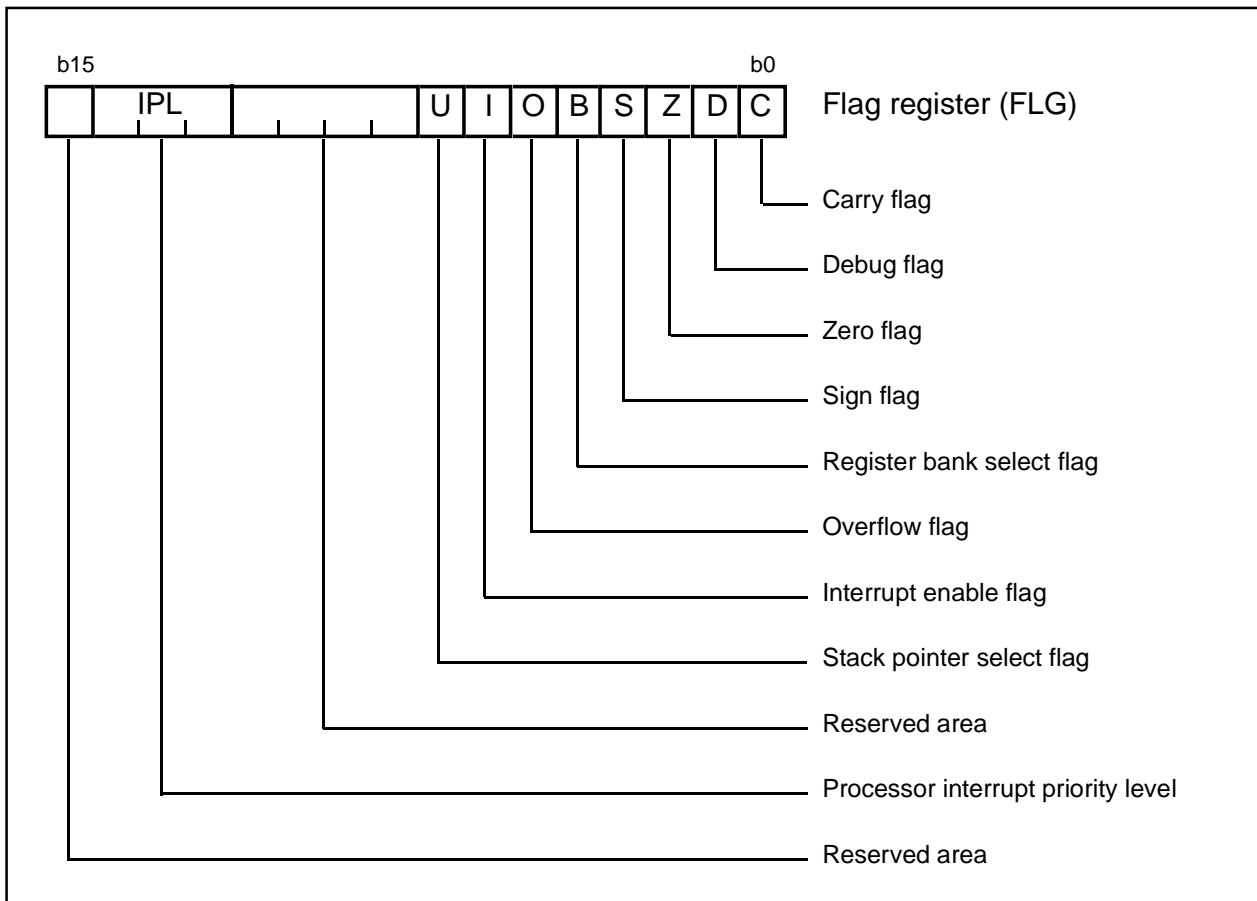 b15 b0
IPL U I O B S Z D C Flag register (FLG)
Carry flag
Debug flag
Zero flag
Sign flag
Register bank select flag
Overflow flag
Interrupt enable flag
Stack pointer select flag
Reserved area
Processor interrupt priority level
Reserved area